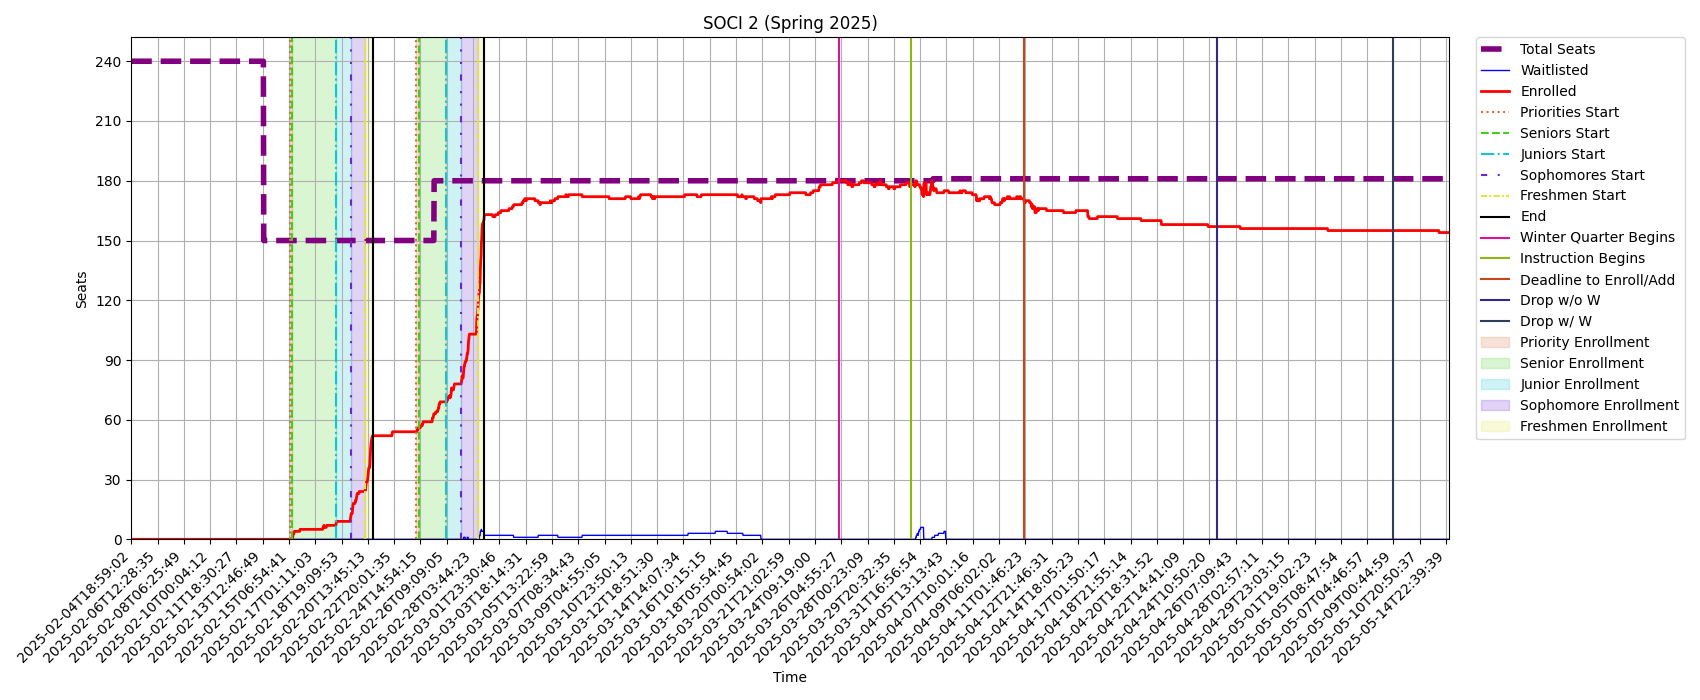 SOCI 2 (Spring 2025)
Seats
240
210
180
150
120
90
60
30
0
2025-02-04T18:59:02
2025-02-06T12:28:35
2025-02-08T06:25:49
2025-02-10T00:04:12
2025-02-11T18:30:27
2025-02-13T12:46:49
2025-02-15T06:54:41
2025-02-17T01:11:03
2025-02-18T19:09:53
2025-02-20T13:45:13
2025-02-22T20:01:35
2025-02-24T14:54:15
2025-02-26T09:09:05
2025-02-28T03:44:23
2025-03-01T23:30:46
2025-03-03T18:14:31
2025-03-05T13:22:59
2025-03-07T08:34:43
2025-03-09T04:55:05
2025-03-10T23:50:13
2025-03-12T18:51:30
2025-03-14T14:07:34
2025-03-16T10:15:15
2025-03-18T05:54:45
2025-03-20T00:54:02
2025-03-21T21:02:59
2025-03-24T09:19:00
2025-03-26T04:55:27
2025-03-28T00:23:09
2025-03-29T20:32:35
2025-03-31T16:56:54
2025-04-05T13:13:45
2025-04-07T10:01:16
2025-04-09T06:02:02
2025-04-11T01:46:23
2025-04-12T21:46:31
2025-04-14T18:05:23
2025-04-17T01:50:17
2025-04-18T21:55:14
2025-04-20T18:31:52
2025-04-22T14:41:09
2025-04-24T10:50:20
2025-04-26T07:09:43
2025-04-28T02:57:11
2025-04-29T23:03:15
2025-05-01T19:02:23
2025-05-05T08:47:54
2025-05-07T04:46:57
2025-05-09T00:44:59
2025-05-10T20:50:37
2025-05-14T22:39:39
Time
Total Seats
Waitlisted
Enrolled
Priorities Start
Seniors Start
Juniors Start
Sophomores Start
Freshmen Start
End
Winter Quarter Begins
Instruction Begins
Deadline to Enroll/Add
Drop w/o W
Drop w/ W
Priority Enrollment
Senior Enrollment
Junior Enrollment
Sophomore Enrollment
Freshmen Enrollment